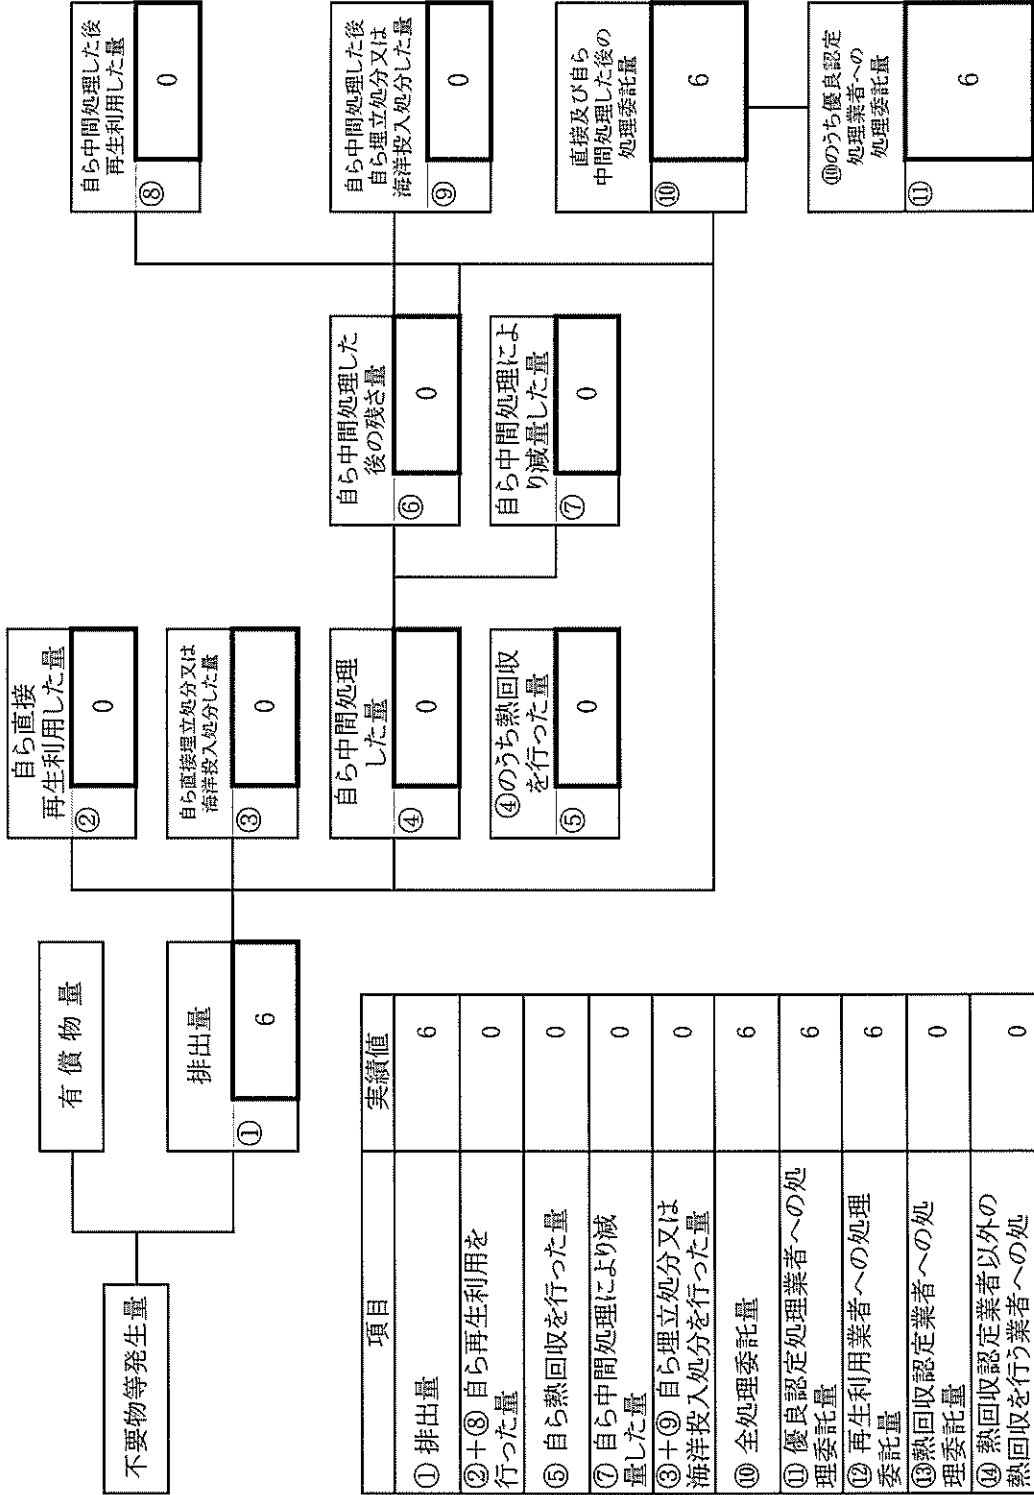 不要物等発生量
有償物量
排出量
①
6
自ら直接
再生利用した量
②
0
自ら直接埋立処分又は
海洋投入処分した量
③
0
自ら中間処理
した量
④
0
④のうち熱回収
を行った量
⑤
0
自ら中間処理した
後の残さ量
⑥
0
自ら中間処理によ
り減量した量
⑦
0
自ら中間処理した後
再生利用した量
⑧
0
自ら中間処理した後
自ら埋立処分又は
海洋投入処分した量
⑨
0
直接及び自ら
中間処理した後の
処理委託量
⑩
6
⑩のうち優良認定
処理業者への
処理委託量
⑪
6
項目 実績値
① 排出量 6
②+⑧ 自ら再生利用を
行った量 0
⑤ 自ら熱回収を行った量 0
⑦ 自ら中間処理により減
量した量 0
③+⑨ 自ら埋立処分又は
海洋投入処分を行った量 0
⑩ 全処理委託量 6
⑪ 優良認定処理業者への処
理委託量 6
⑫ 再生利用業者への処理
委託量 6
⑬熱回収認定業者への処
理委託量 0
⑭ 熱回収認定業者以外の
熱回収を行う業者への処 0